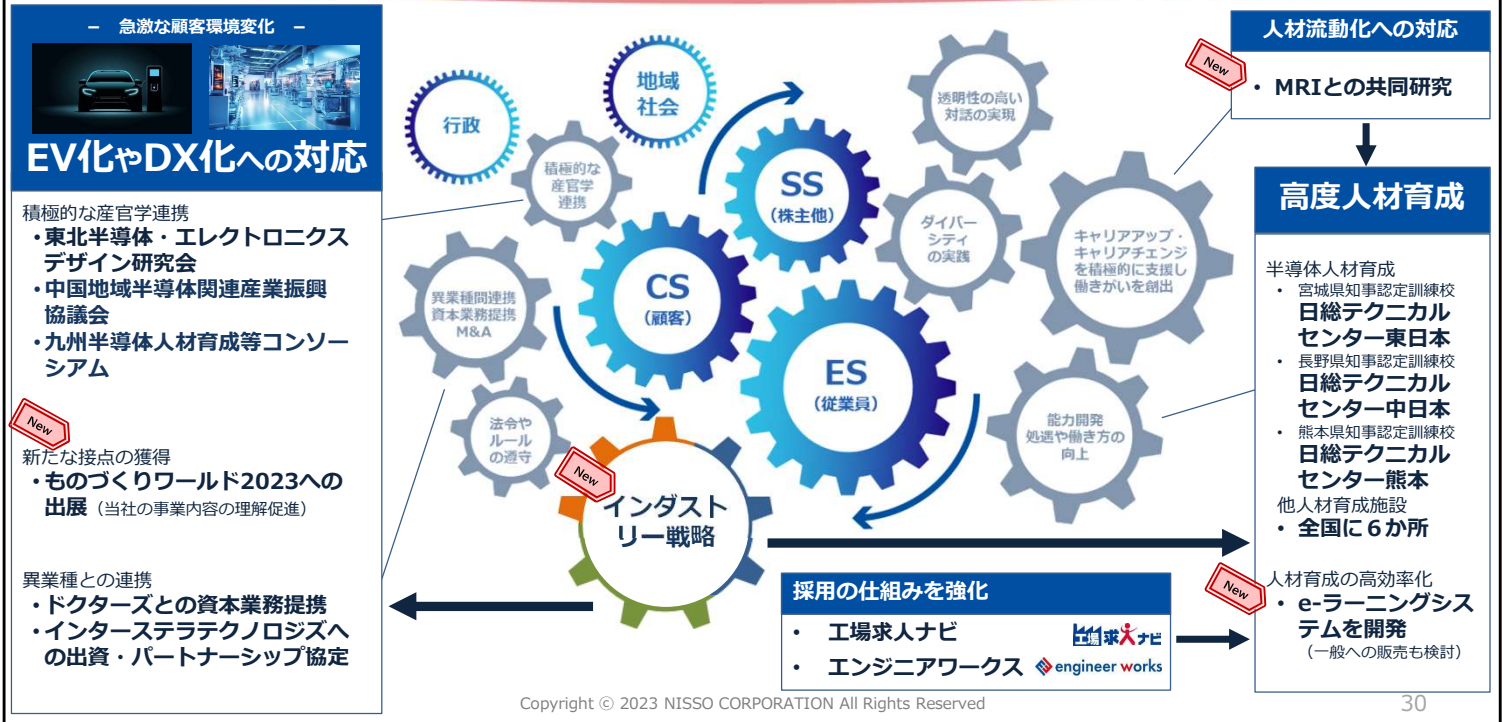 － 急激な顧客環境変化 －
EV化やDX化への対応
積極的な産官学連携
・東北半導体・エレクトロニクス
デザイン研究会
・中国地域半導体関連産業振興
協議会
・九州半導体人材育成等コンソー
シアム
New
新たな接点の獲得
・ものづくりワールド2023への
出展（当社の事業内容の理解促進）
異業種との連携
・ドクターズとの資本業務提携
・インターステラテクノロジズへ
の出資・パートナーシップ協定
行政
地域
社会
積極的な
産官学
連携
異業種間連携
資本業務提携
M&A
法令や
ルール
の遵守
CS
（顧客）
SS
（株主他）
ES
（従業員）
透明性の高い
対話の実現
ダイバー
シティ
の実践
キャリアアップ・
キャリアチェンジ
を積極的に支援し
働きがいを創出
能力開発
処遇や働き方の
向上
New
インダスト
リー戦略
採用の仕組みを強化
・ 工場求人ナビ
工場求人ナビ
・ エンジニアワークス
engineer works
人材流動化への対応
New
・ MRIとの共同研究
高度人材育成
半導体人材育成
・ 宮城県知事認定訓練校
日総テクニカル
センター東日本
・ 長野県知事認定訓練校
日総テクニカル
センター中日本
・ 熊本県知事認定訓練校
日総テクニカル
センター熊本
他人材育成施設
・ 全国に６か所
New
人材育成の高効率化
・ e-ラーニングシス
テムを開発
（一般への販売も検討）
Copyright © 2023 NISSO CORPORATION All Rights Reserved
30